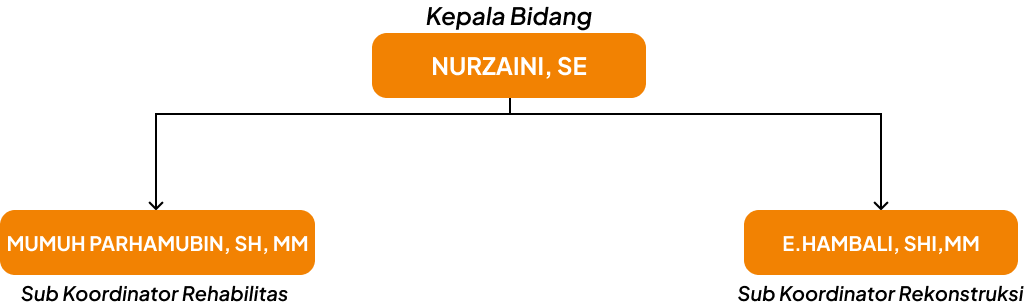 Kepala Bidang
NURZAINI, SE
MUMUH PARHAMUBIN, SH, MM
E.HAMBALI, SHI,MM
Sub Koordinator Rehabilitas
Sub Koordinator Rekonstruksi